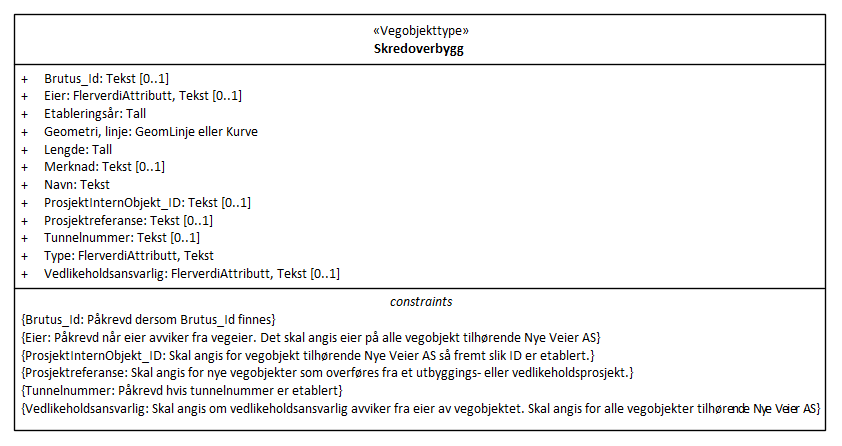 «Vegobjekttype»
Skredoverbygg
+ Brutus_Id: Tekst [0..1]
+ Eier: FlerverdiAttributt, Tekst [0..1]
+ Etableringsår: Tall
+ Geometri, linje: GeomLinje eller Kurve
+ Lengde: Tall
+ Merknad: Tekst [0..1]
+ Navn: Tekst
+ ProsjektInternObjekt_ID: Tekst [0..1]
+ Prosjektreferanse: Tekst [0..1]
+ Tunnelnummer: Tekst [0..1]
+ Type: FlerverdiAttributt, Tekst
+ Vedlikeholdsansvarlig: FlerverdiAttributt, Tekst [0..1]
constraints
{Brutus_Id: Påkrevd dersom Brutus_Id finnes}
{Eier: Påkrevd når eier avviker fra vegeier. Det skal angis eier på alle vegobjekt tilhørende Nye Veier AS}
{ProsjektInternObjekt_ID: Skal angis for vegobjekt tilhørende Nye Veier AS så fremt slik ID er etablert.}
{Prosjektreferanse: Skal angis for nye vegobjekter som overføres fra et utbyggings- eller vedlikeholdsprosjekt.}
{Tunnelnummer: Påkrevd hvis tunnelnummer er etablert}
{Vedlikeholdsansvarlig: Skal angis om vedlikeholdsansvarlig avviker fra eier av vegobjektet. Skal angis for alle vegobjekter tilhørende Nye Veier AS}